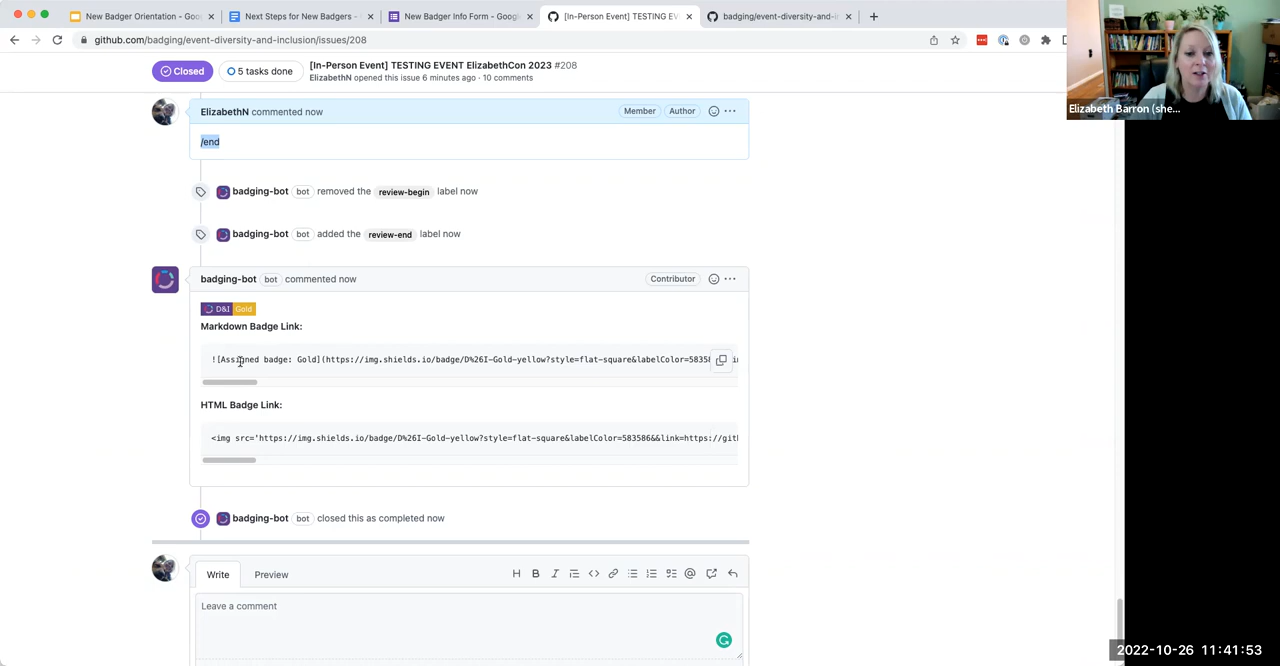 New Badger Orientation - Goo
Next Steps for New Badgers -
New Badger Info Form - Google
[In-Person Event] TESTING EV
badging/event-diversity-and-i
github.com/badging/event-diversity-and-inclusion/issues/208
Elizabeth Barron (she...
Closed
5 tasks done
[In-Person Event] TESTING EVENT ElizabethCon 2023 #208
ElizabethN opened this issue 6 minutes ago · 10 comments
ElizabethN commented now
Member
Author
/end
badging-bot bot removed the review-begin label now
badging-bot bot added the review-end label now
badging-bot bot commented now
Contributor
D&I Gold
Markdown Badge Link:
![Assigned badge: Gold](https://img.shields.io/badge/D%26I-Gold-yellow?style=flat-square&labelColor=5835
HTML Badge Link:
<img src='https://img.shields.io/badge/D%26I-Gold-yellow?style=flat-square&labelColor=583586&&link=https://git
badging-bot bot closed this as completed now
Write
Preview
Leave a comment
2022-10-26 11:41:53